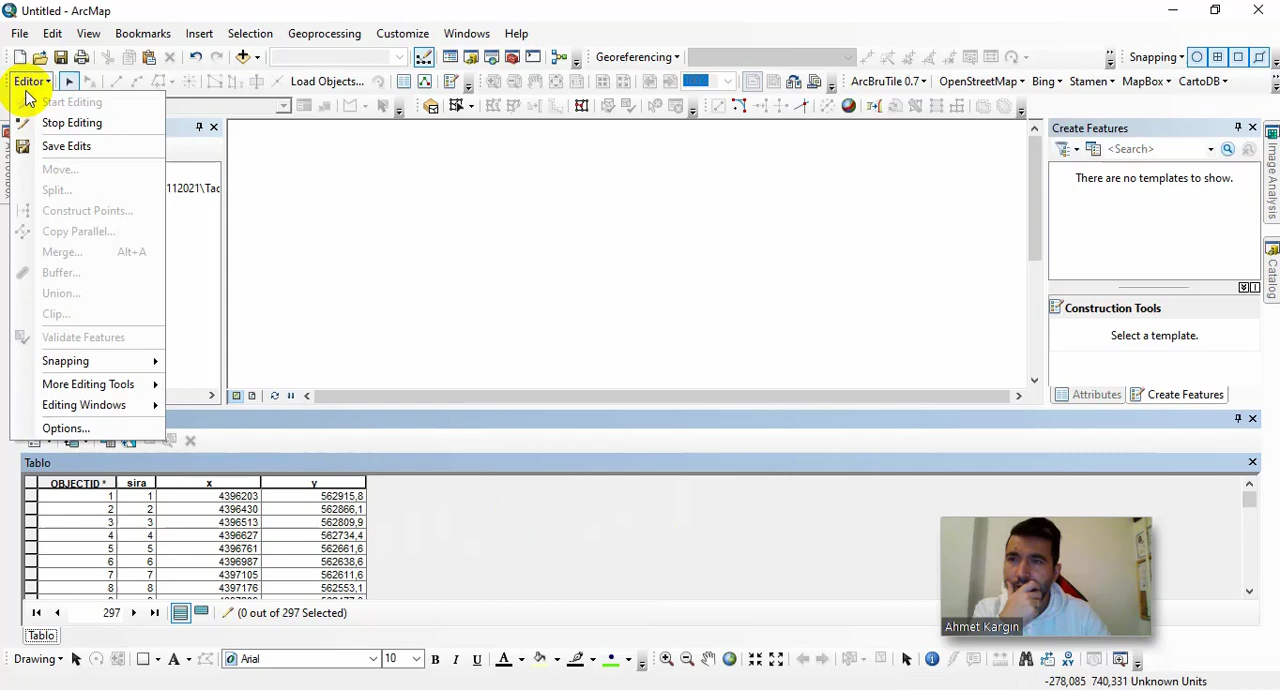 Untitled - ArcMap
File Edit View Bookmarks Insert Selection Geoprocessing Customize Windows Help
Georeferencing
Snapping
Editor
Load Objects...
ArcBruTile 0.7 OpenStreetMap Bing Stamen MapBox CartoDB
Start Editing
Stop Editing
Save Edits
Move...
Split...
Construct Points...
Copy Parallel...
Merge... Alt+A
Buffer...
Union...
Clip...
Validate Features
Snapping
More Editing Tools
Editing Windows
Options...
112021\Tac
Create Features
<Search>
There are no templates to show.
Construction Tools
Select a template.
Attributes Create Features
Image Analysis
Catalog
Tablo
OBJECTID * sira x y
1 1 4396203 562915,8
2 2 4396430 562866,1
3 3 4396513 562809,9
4 4 4396627 562734,4
5 5 4396761 562661,6
6 6 4396987 562638,6
7 7 4397105 562611,6
8 8 4397176 562553,1
297 (0 out of 297 Selected)
Tablo
Ahmet Kargın
Drawing A Arial 10 B I U A
-278,085 740,331 Unknown Units